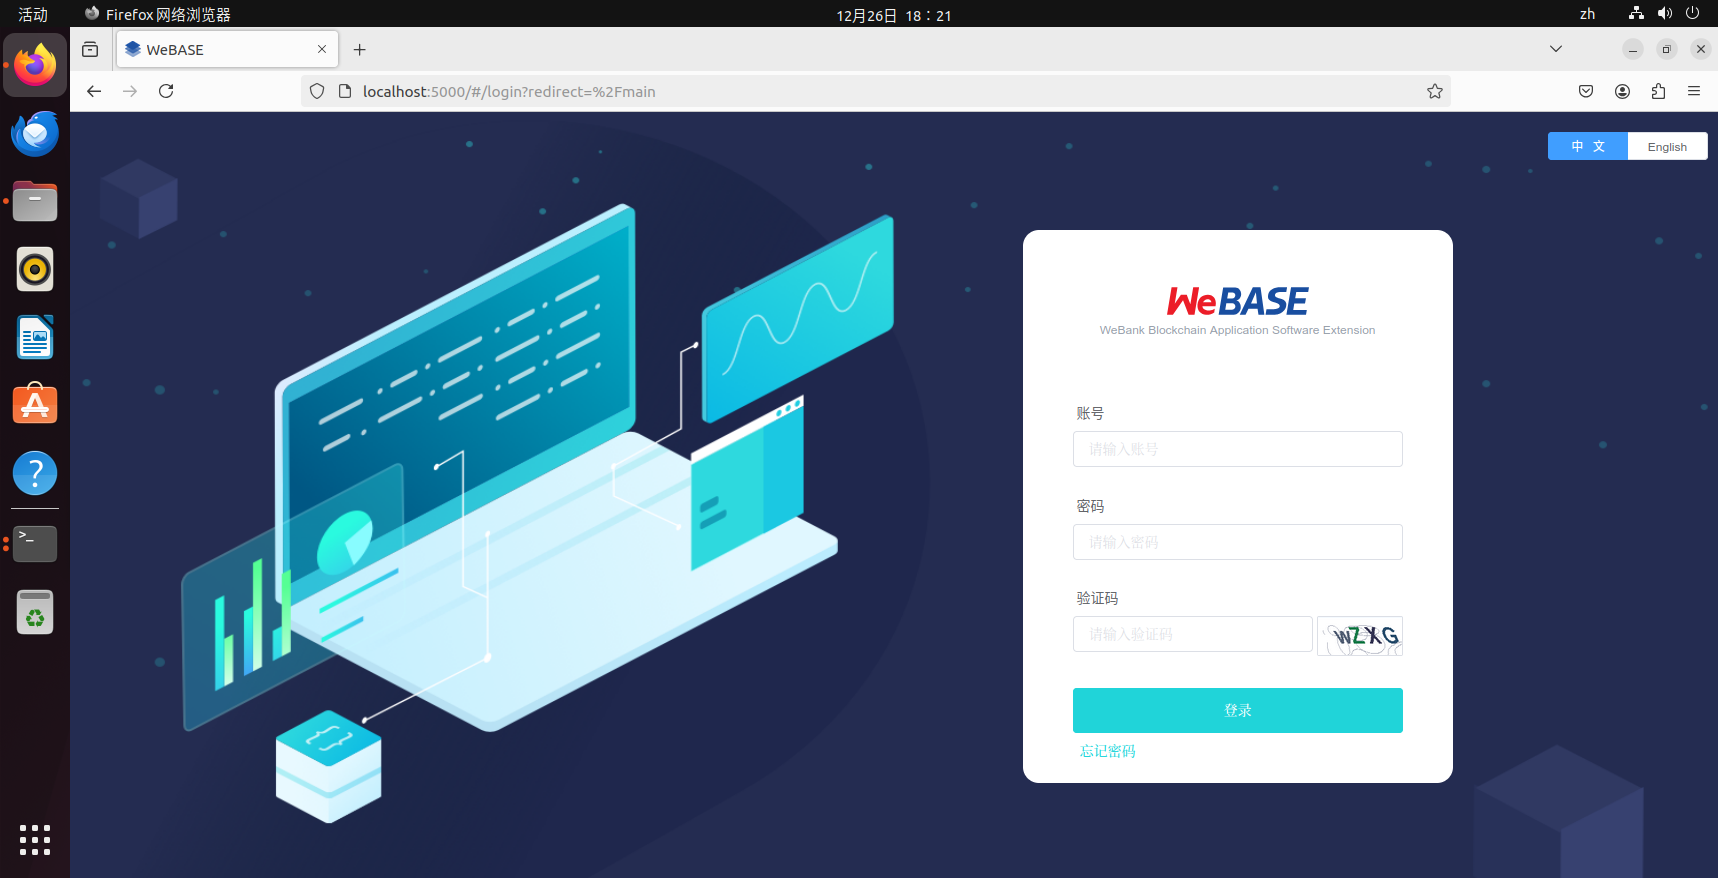 活动
Firefox 网络浏览器
12月26日 18：21
zh
WeBASE
localhost:5000/#/login?redirect=%2Fmain
中 文
English
WeBASE
WeBank Blockchain Application Software Extension
账号
请输入账号
密码
请输入密码
验证码
请输入验证码
WZXG
登录
忘记密码